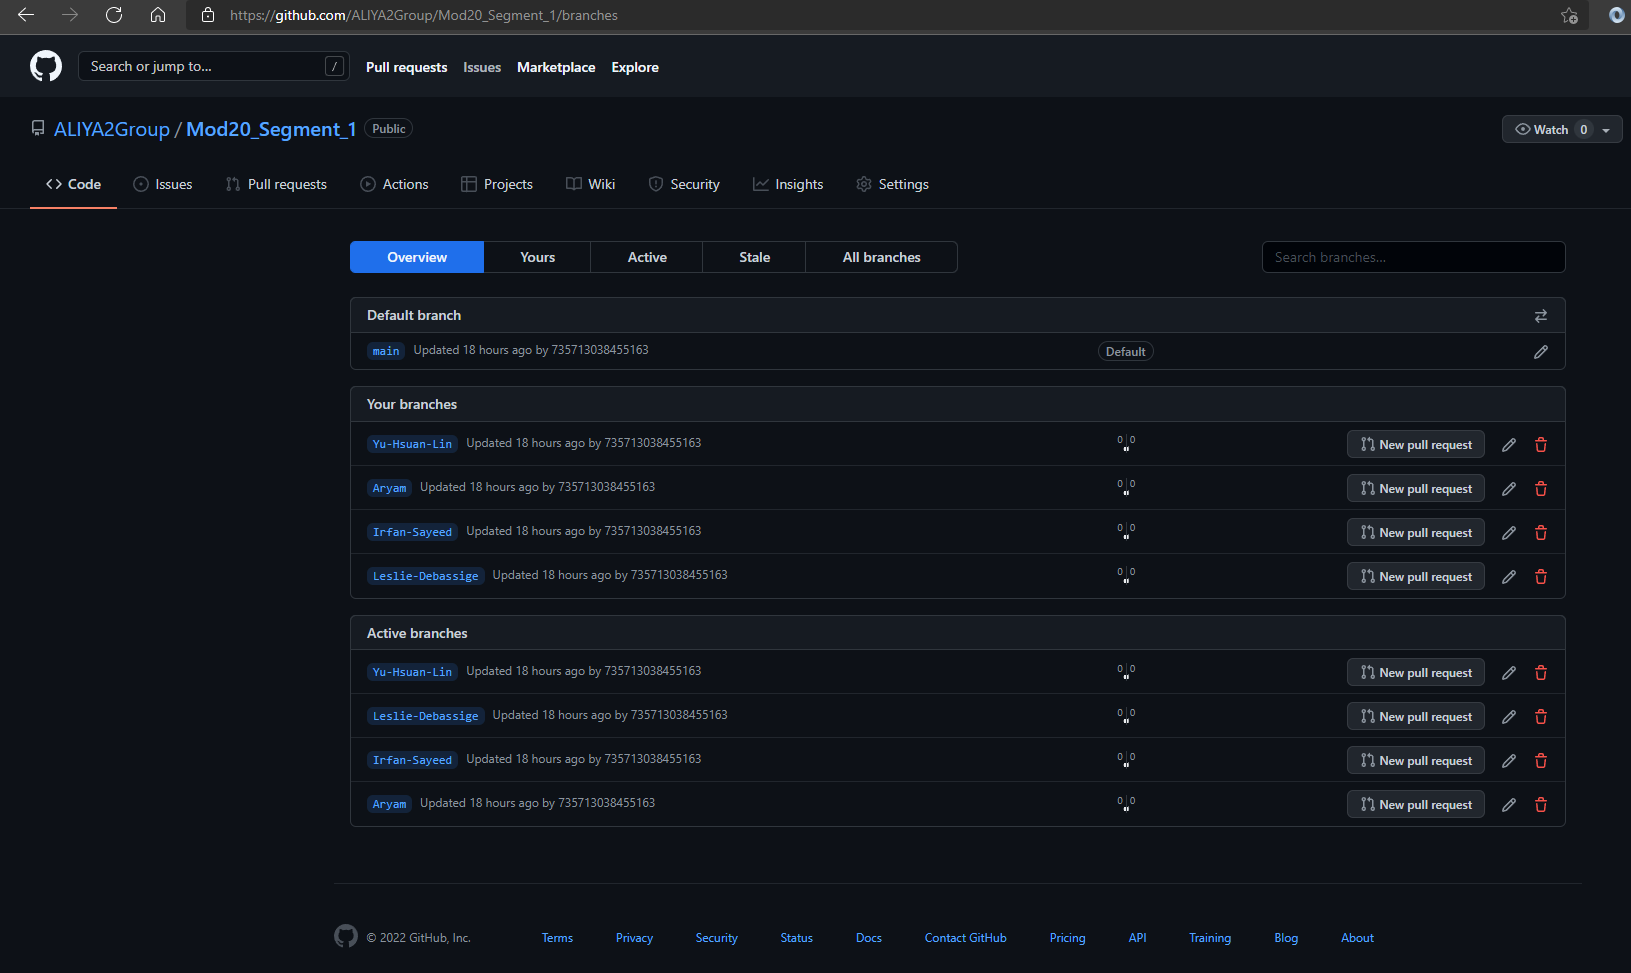 https://github.com/ALIYA2Group/Mod20_Segment_1/branches
Search or jump to... / Pull requests Issues Marketplace Explore
ALIYA2Group / Mod20_Segment_1 Public Watch 0
Code Issues Pull requests Actions Projects Wiki Security Insights Settings
Overview Yours Active Stale All branches Search branches...
Default branch
main Updated 18 hours ago by 735713038455163 Default
Your branches
Yu-Hsuan-Lin Updated 18 hours ago by 735713038455163 0 0 New pull request
Aryam Updated 18 hours ago by 735713038455163 0 0 New pull request
Irfan-Sayeed Updated 18 hours ago by 735713038455163 0 0 New pull request
Leslie-Debassige Updated 18 hours ago by 735713038455163 0 0 New pull request
Active branches
Yu-Hsuan-Lin Updated 18 hours ago by 735713038455163 0 0 New pull request
Leslie-Debassige Updated 18 hours ago by 735713038455163 0 0 New pull request
Irfan-Sayeed Updated 18 hours ago by 735713038455163 0 0 New pull request
Aryam Updated 18 hours ago by 735713038455163 0 0 New pull request
© 2022 GitHub, Inc. Terms Privacy Security Status Docs Contact GitHub Pricing API Training Blog About